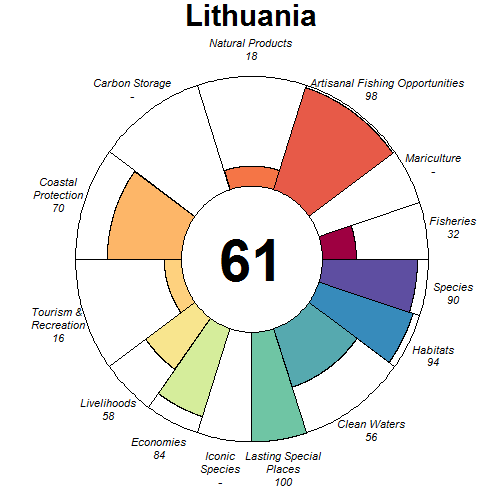 Lithuania
Natural Products
18
Carbon Storage
-
Artisanal Fishing Opportunities
98
Mariculture
-
Coastal
Protection
70
Fisheries
32
61
Species
90
Tourism &
Recreation
16
Habitats
94
Livelihoods
58
Clean Waters
56
Economies
84
Iconic
Species
-
Lasting Special
Places
100